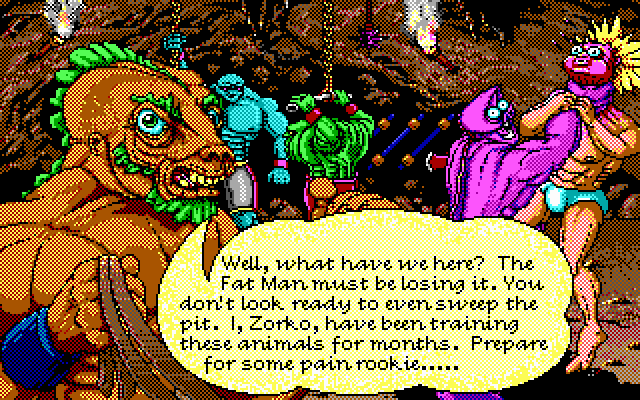 Well, what have we here? The
Fat Man must be losing it. You
don't look ready to even sweep the
pit. I, Zorko, have been training
these animals for months. Prepare
for some pain rookie.....